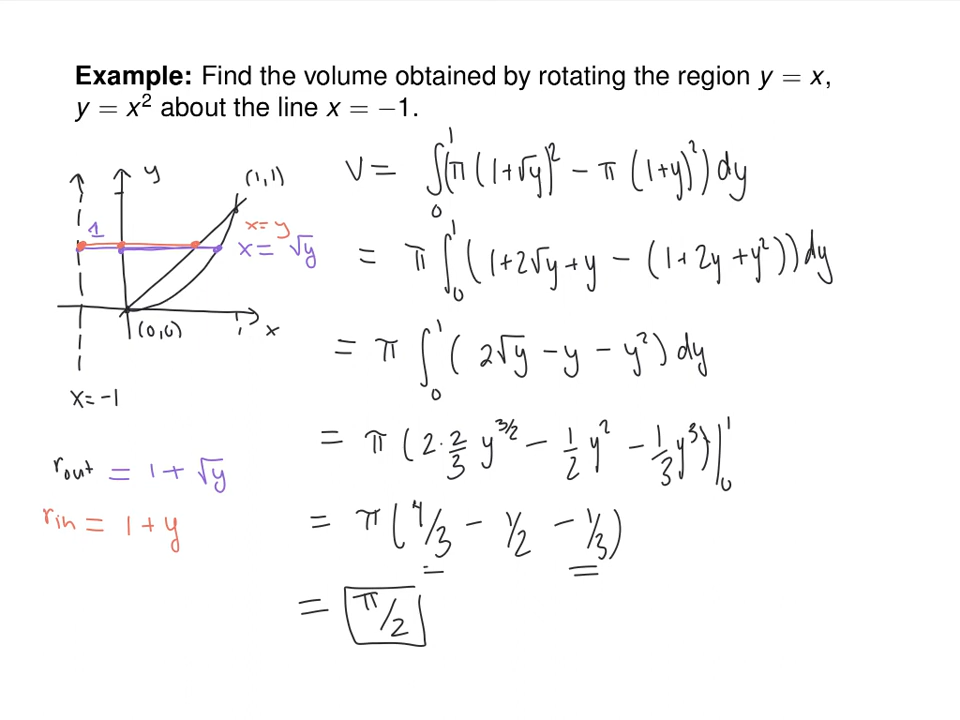 Example: Find the volume obtained by rotating the region y = x,
y = x² about the line x = −1.
y
(1,1)
1
x = y
x = √y
(0,0)
1
x
x = -1
r_out = 1 + √y
r_in = 1 + y
V = ∫₀¹ (π (1+√y)² - π (1+y)²) dy
= π ∫₀¹ (1+2√y+y - (1+2y+y²)) dy
= π ∫₀¹ (2√y - y - y²) dy
= π (2·2/3 y^(3/2) - 1/2 y² - 1/3 y³)|₀¹
= π (4/3 - 1/2 - 1/3)
= π/2